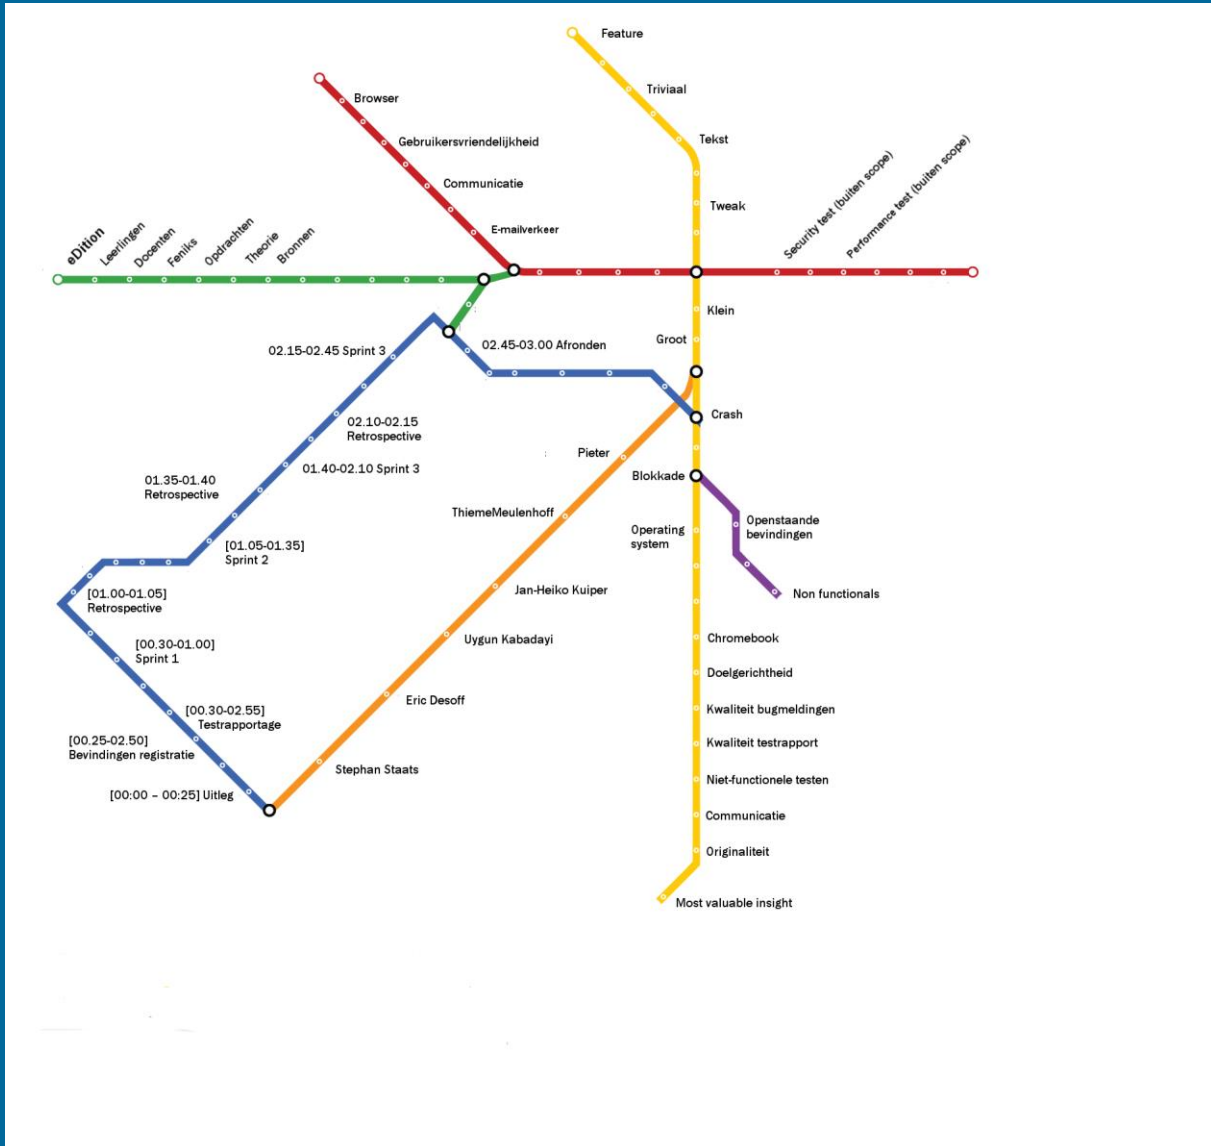 Feature
Browser
Triviaal
Gebruikersvriendelijkheid
Tekst
Communicatie
Tweak
E-mailverkeer
Security test (buiten scope)
Performance test (buiten scope)
eDition
Leerlingen
Docenten
Feniks
Opdrachten
Theorie
Bronnen
Klein
Groot
02.15-02.45 Sprint 3
02.45-03.00 Afronden
Crash
02.10-02.15
Retrospective
Pieter
01.40-02.10 Sprint 3
Blokkade
01.35-01.40
Retrospective
ThiemeMeulenhoff
Openstaande
bevindingen
Operating
system
[01.05-01.35]
Sprint 2
Jan-Heiko Kuiper
Non functionals
[01.00-01.05]
Retrospective
Uygun Kabadayi
Chromebook
[00.30-01.00]
Sprint 1
Doelgerichtheid
Eric Desoff
Kwaliteit bugmeldingen
[00.30-02.55]
Testrapportage
[00.25-02.50]
Bevindingen registratie
Kwaliteit testrapport
Stephan Staats
Niet-functionele testen
[00:00 – 00:25] Uitleg
Communicatie
Originaliteit
Most valuable insight